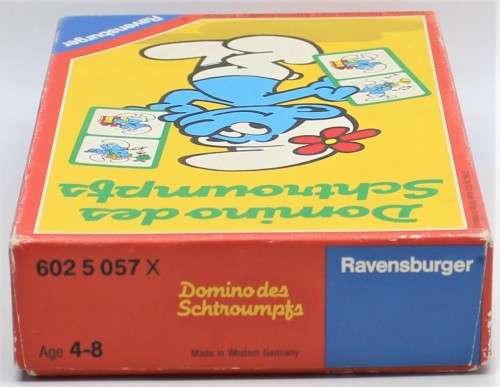 Ravensburger
Domino des
Schtroumpfs
602 5 057 X
Domino des
Schtroumpfs
Ravensburger
Age 4-8
Made in Western Germany